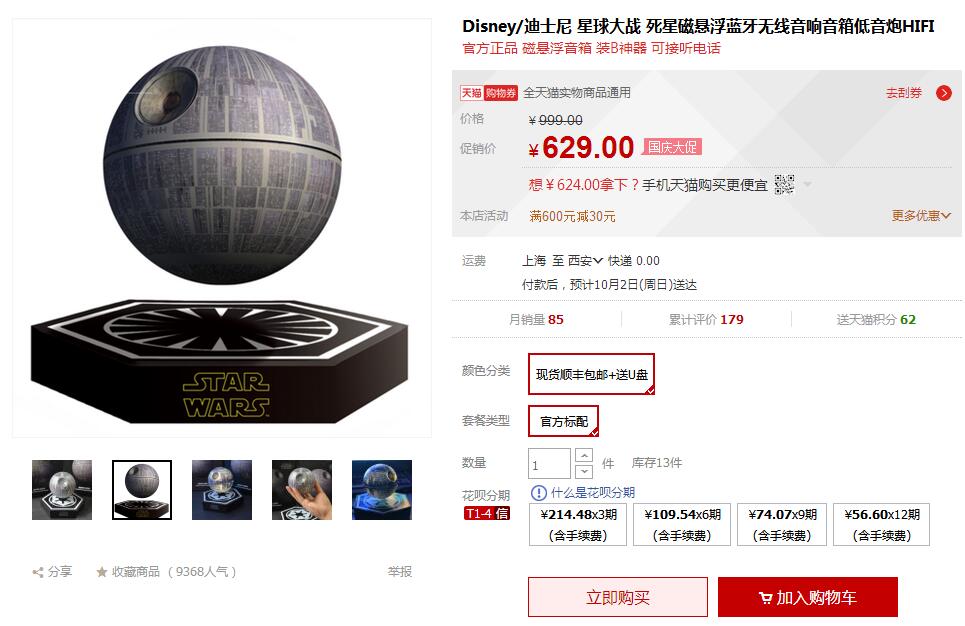 Disney/迪士尼 星球大战 死星磁悬浮蓝牙无线音响音箱低音炮HIFI
官方正品 磁悬浮音箱 装B神器 可接听电话
天猫 购物券 全天猫实物商品通用 去刮券
价格 ¥999.00
促销价 ¥629.00 国庆大促
想¥624.00拿下？手机天猫购买更便宜
本店活动 满600元减30元 更多优惠
运费 上海 至 西安 快递 0.00
付款后，预计10月2日(周日)送达
月销量 85 累计评价 179 送天猫积分 62
颜色分类 现货顺丰包邮+送U盘
套餐类型 官方标配
数量 1 件 库存13件
花呗分期 什么是花呗分期
T1-4 信
¥214.48x3期 ¥109.54x6期 ¥74.07x9期 ¥56.60x12期
(含手续费) (含手续费) (含手续费) (含手续费)
立即购买 加入购物车
STAR
WARS
分享 收藏商品 （9368人气） 举报